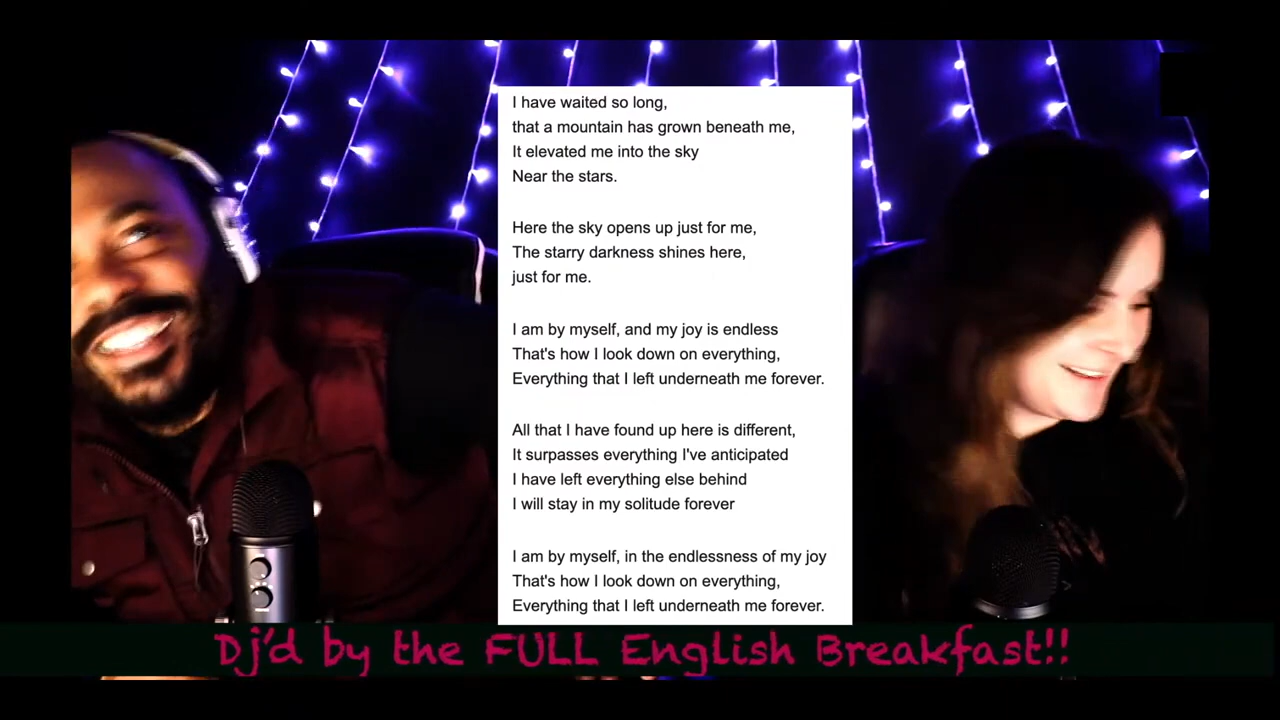 I have waited so long,
that a mountain has grown beneath me,
It elevated me into the sky
Near the stars.
Here the sky opens up just for me,
The starry darkness shines here,
just for me.
I am by myself, and my joy is endless
That's how I look down on everything,
Everything that I left underneath me forever.
All that I have found up here is different,
It surpasses everything I've anticipated
I have left everything else behind
I will stay in my solitude forever
I am by myself, in the endlessness of my joy
That's how I look down on everything,
Everything that I left underneath me forever.
Dj'd by the FULL English Breakfast!!